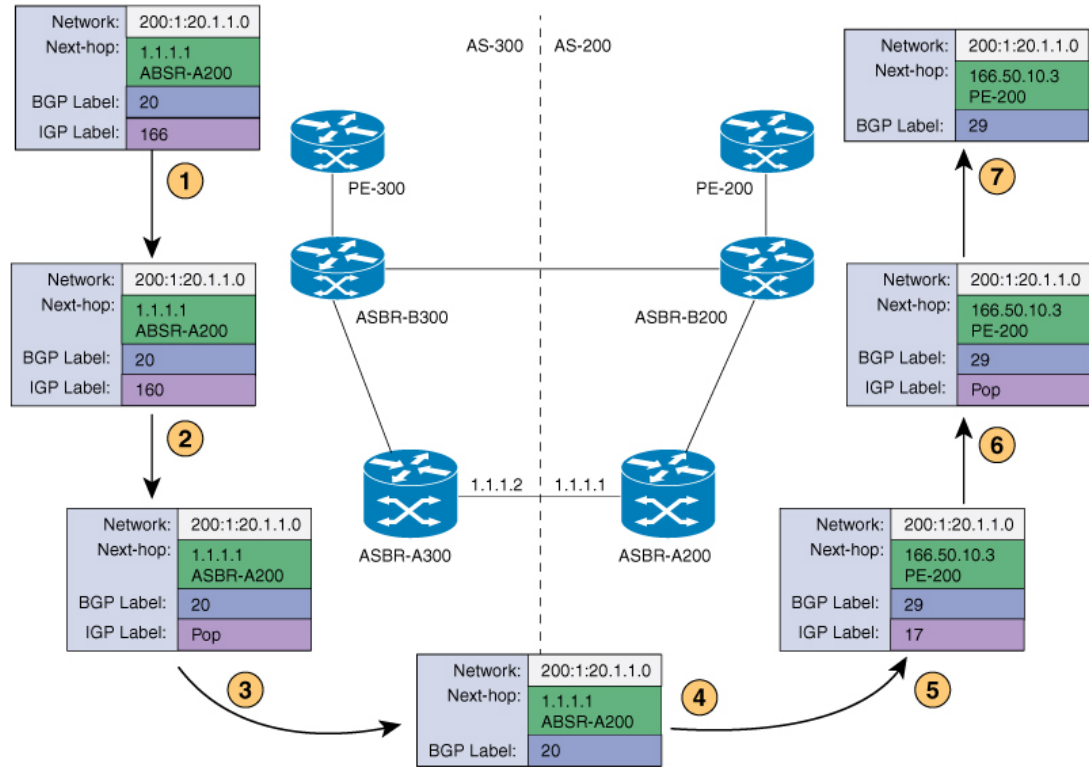 Network: 200:1:20.1.1.0
Next-hop: 1.1.1.1
ABSR-A200
BGP Label: 20
IGP Label: 166
1
Network: 200:1:20.1.1.0
Next-hop: 1.1.1.1
ABSR-A200
BGP Label: 20
IGP Label: 160
2
Network: 200:1:20.1.1.0
Next-hop: 1.1.1.1
ASBR-A200
BGP Label: 20
IGP Label: Pop
3
AS-300
AS-200
PE-300
PE-200
ASBR-B300
ASBR-B200
1.1.1.2
1.1.1.1
ASBR-A300
ASBR-A200
Network: 200:1:20.1.1.0
Next-hop: 1.1.1.1
ABSR-A200
BGP Label: 20
4
Network: 200:1:20.1.1.0
Next-hop: 166.50.10.3
PE-200
BGP Label: 29
IGP Label: 17
5
Network: 200:1:20.1.1.0
Next-hop: 166.50.10.3
PE-200
BGP Label: 29
IGP Label: Pop
6
Network: 200:1:20.1.1.0
Next-hop: 166.50.10.3
PE-200
BGP Label: 29
7